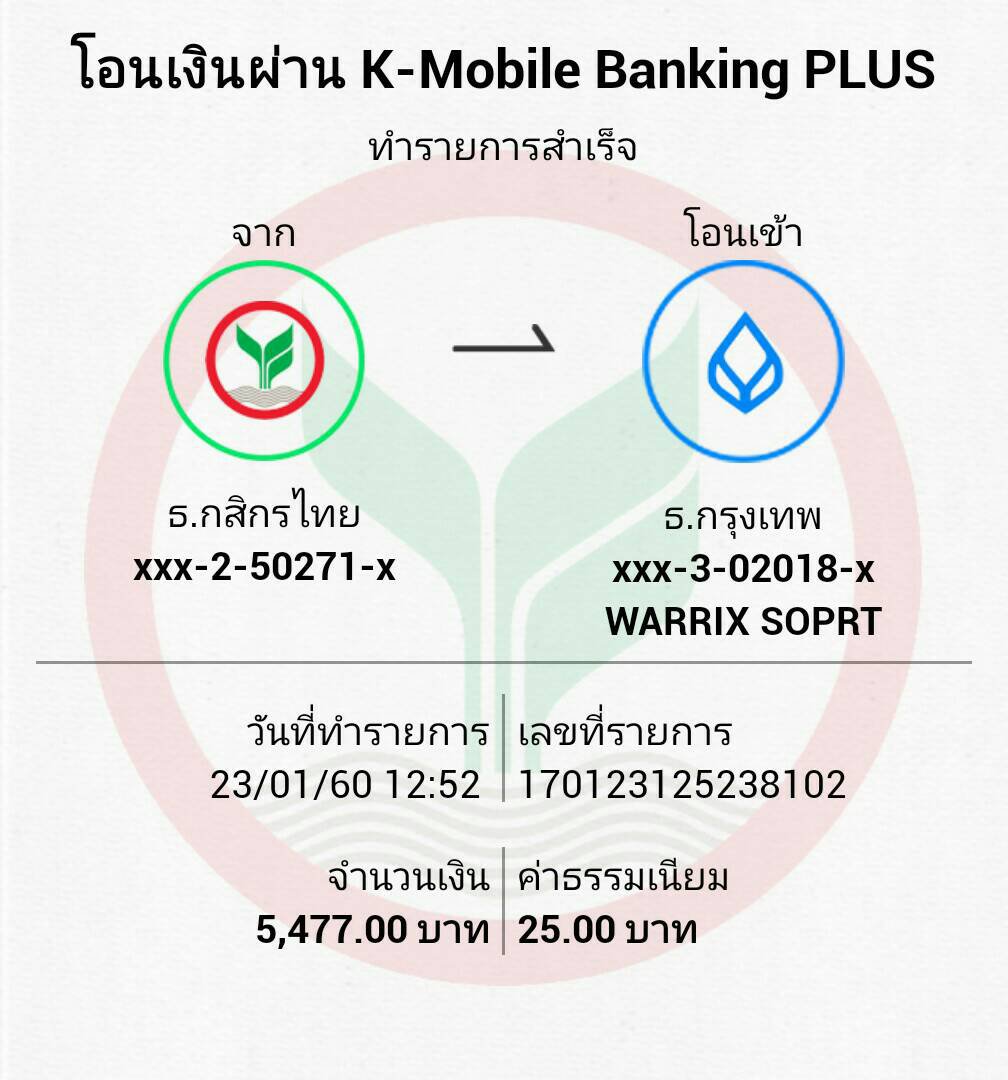 โอนเงินผ่าน K-Mobile Banking PLUS
ทำรายการสำเร็จ
จาก
โอนเข้า
ธ.กสิกรไทย
xxx-2-50271-x
ธ.กรุงเทพ
xxx-3-02018-x
WARRIX SOPRT
วันที่ทำรายการ
23/01/60 12:52
เลขที่รายการ
170123125238102
จำนวนเงิน
5,477.00 บาท
ค่าธรรมเนียม
25.00 บาท